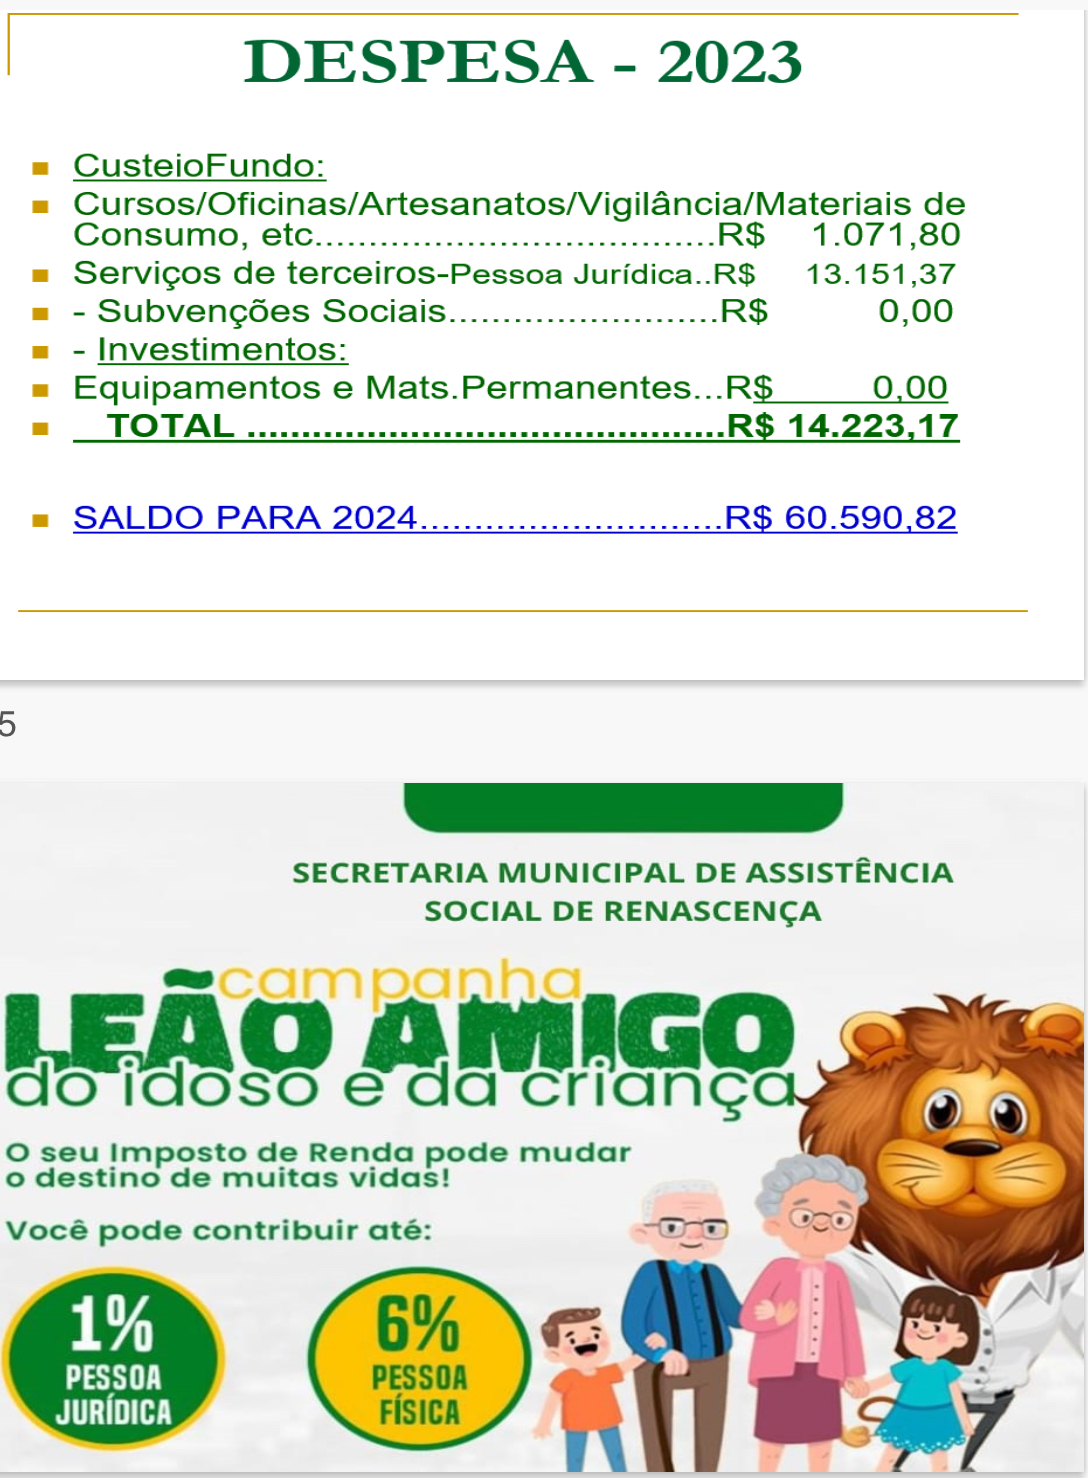 DESPESA - 2023
CusteioFundo:
Cursos/Oficinas/Artesanatos/Vigilância/Materiais de
Consumo, etc.....................................R$ 1.071,80
Serviços de terceiros-Pessoa Jurídica..R$ 13.151,37
- Subvenções Sociais.........................R$ 0,00
- Investimentos:
Equipamentos e Mats.Permanentes...R$ 0,00
TOTAL ............................................R$ 14.223,17
SALDO PARA 2024............................R$ 60.590,82
5
SECRETARIA MUNICIPAL DE ASSISTÊNCIA
SOCIAL DE RENASCENÇA
campanha
LEÃO AMIGO
do idoso e da criança
O seu Imposto de Renda pode mudar
o destino de muitas vidas!
Você pode contribuir até:
1%
PESSOA
JURÍDICA
6%
PESSOA
FÍSICA